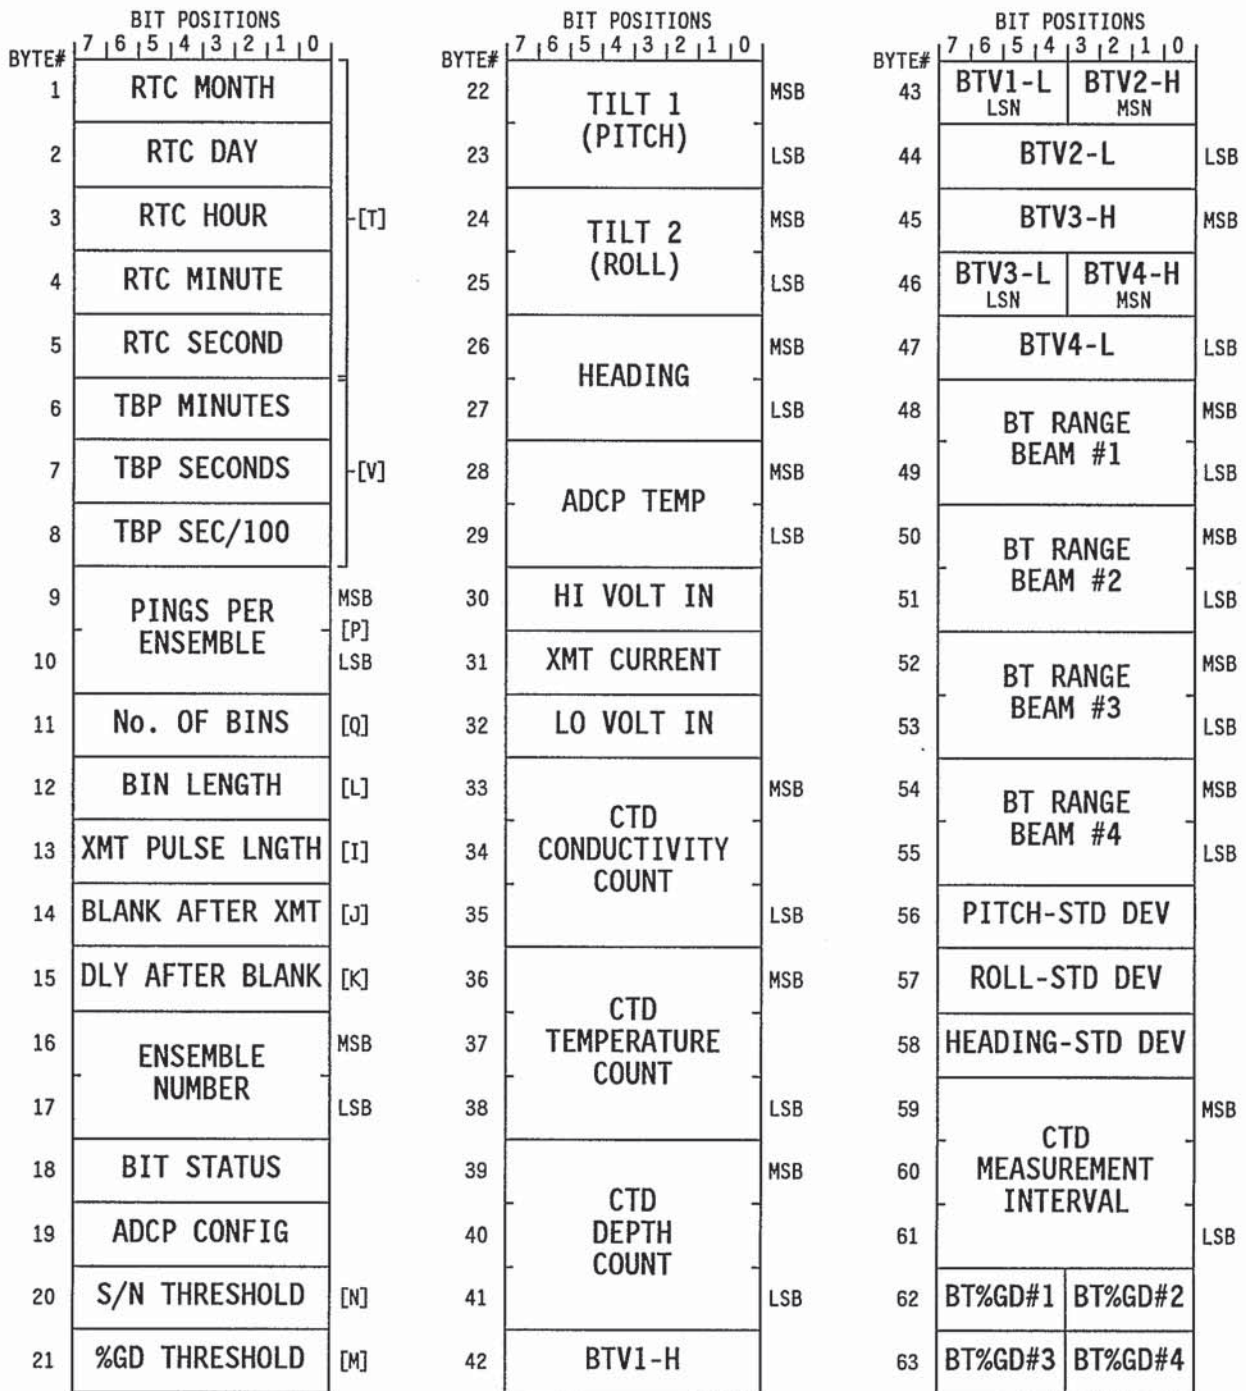 BIT POSITIONS
7 6 5 4 3 2 1 0
BYTE#
1 RTC MONTH
2 RTC DAY
3 RTC HOUR [T]
4 RTC MINUTE
5 RTC SECOND
6 TBP MINUTES
7 TBP SECONDS [V]
8 TBP SEC/100
9 MSB
PINGS PER
[P]
ENSEMBLE
10 LSB
11 No. OF BINS [Q]
12 BIN LENGTH [L]
13 XMT PULSE LNGTH [I]
14 BLANK AFTER XMT [J]
15 DLY AFTER BLANK [K]
16 MSB
ENSEMBLE
NUMBER
17 LSB
18 BIT STATUS
19 ADCP CONFIG
20 S/N THRESHOLD [N]
21 %GD THRESHOLD [M]
BIT POSITIONS
7 6 5 4 3 2 1 0
BYTE#
22 MSB
TILT 1
(PITCH)
23 LSB
24 MSB
TILT 2
(ROLL)
25 LSB
26 MSB
HEADING
27 LSB
28 MSB
ADCP TEMP
29 LSB
30 HI VOLT IN
31 XMT CURRENT
32 LO VOLT IN
33 MSB
CTD
34 CONDUCTIVITY
COUNT
35 LSB
36 MSB
CTD
37 TEMPERATURE
COUNT
38 LSB
39 MSB
CTD
40 DEPTH
COUNT
41 LSB
42 BTV1-H
BIT POSITIONS
7 6 5 4 3 2 1 0
BYTE#
43 BTV1-L BTV2-H
LSN MSN
44 BTV2-L LSB
45 BTV3-H MSB
46 BTV3-L BTV4-H
LSN MSN
47 BTV4-L LSB
48 MSB
BT RANGE
BEAM #1
49 LSB
50 MSB
BT RANGE
BEAM #2
51 LSB
52 MSB
BT RANGE
BEAM #3
53 LSB
54 MSB
BT RANGE
BEAM #4
55 LSB
56 PITCH-STD DEV
57 ROLL-STD DEV
58 HEADING-STD DEV
59 MSB
CTD
60 MEASUREMENT
INTERVAL
61 LSB
62 BT%GD#1 BT%GD#2
63 BT%GD#3 BT%GD#4